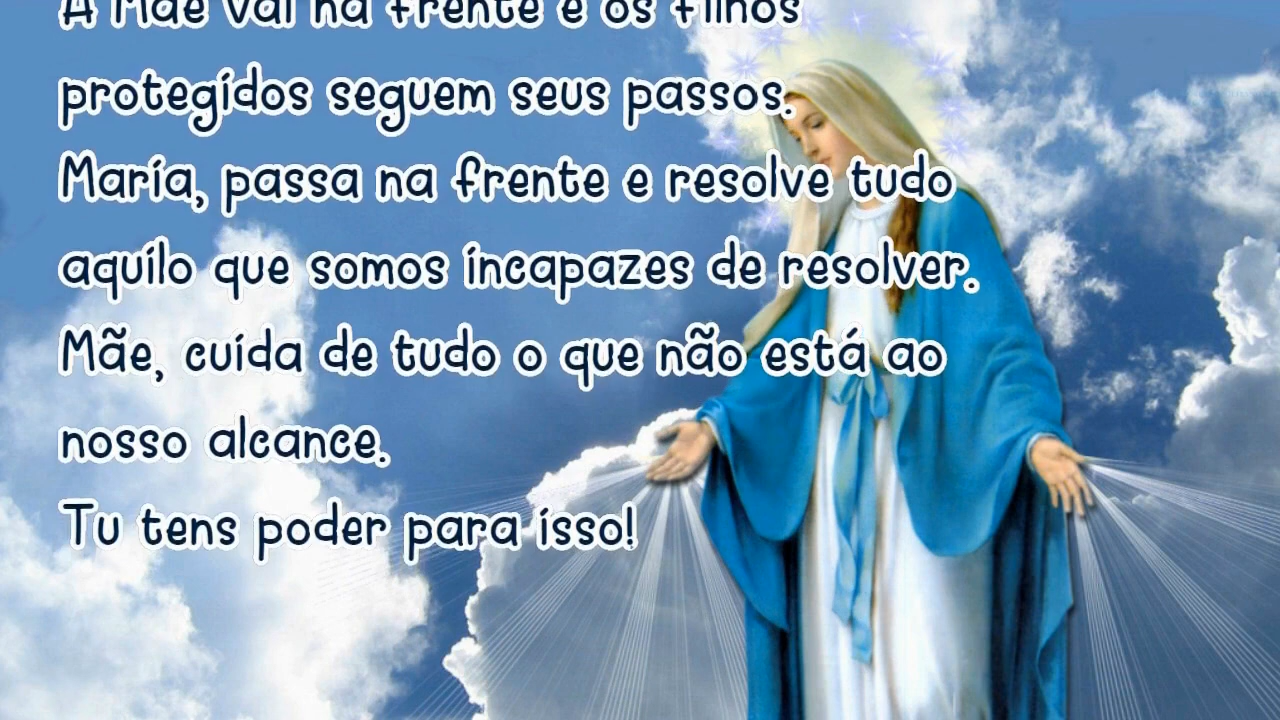 A Mãe vai na frente e os filhos
protegidos seguem seus passos.
Maria, passa na frente e resolve tudo
aquilo que somos incapazes de resolver.
Mãe, cuida de tudo o que não está ao
nosso alcance.
Tu tens poder para isso!